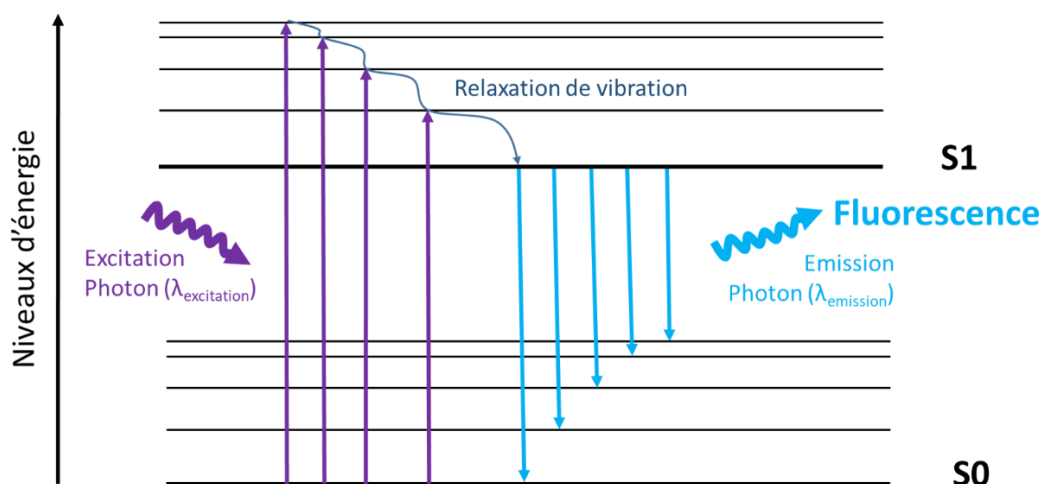 Niveaux d'énergie
Relaxation de vibration
S1
Excitation
Photon (λexcitation)
Fluorescence
Emission
Photon (λemission)
S0